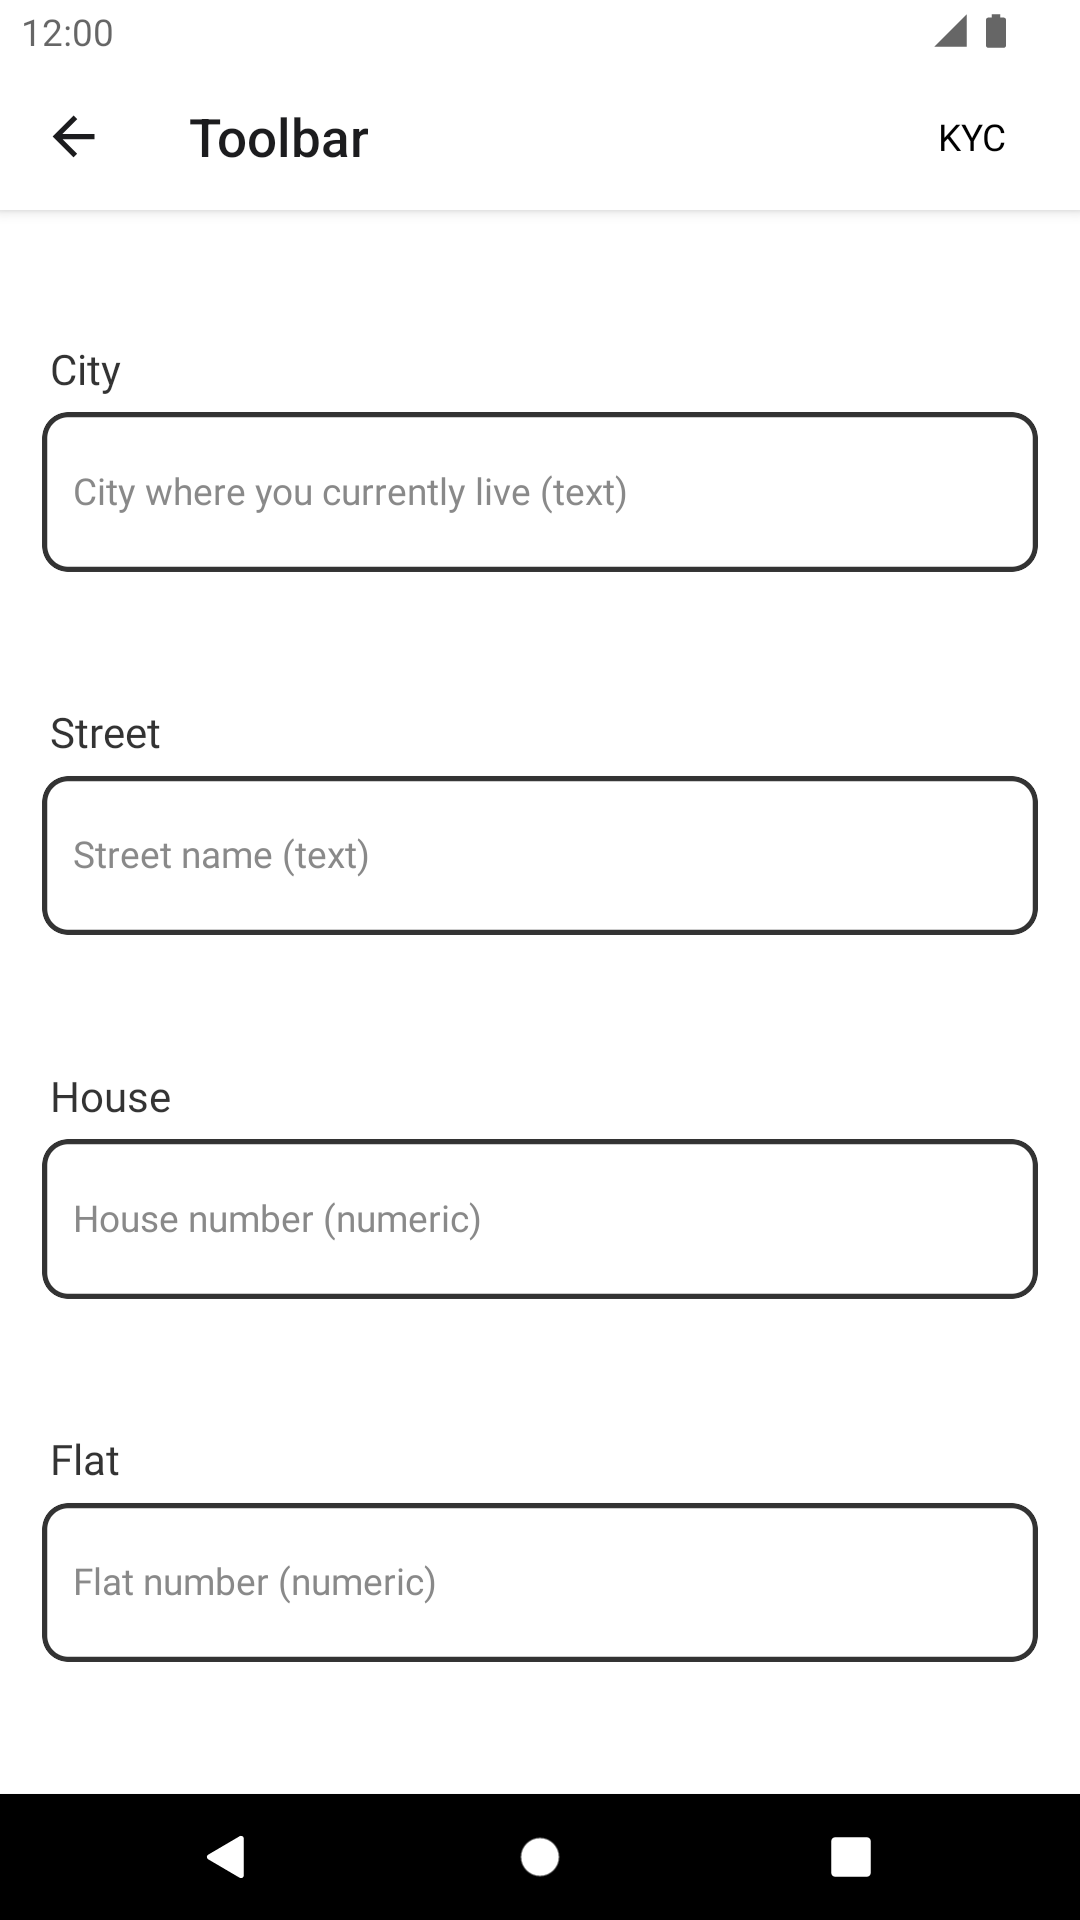 12:00
Toolbar
KYC
City
City where you currently live (text)
Street
Street name (text)
House
House number (numeric)
Flat
Flat number (numeric)